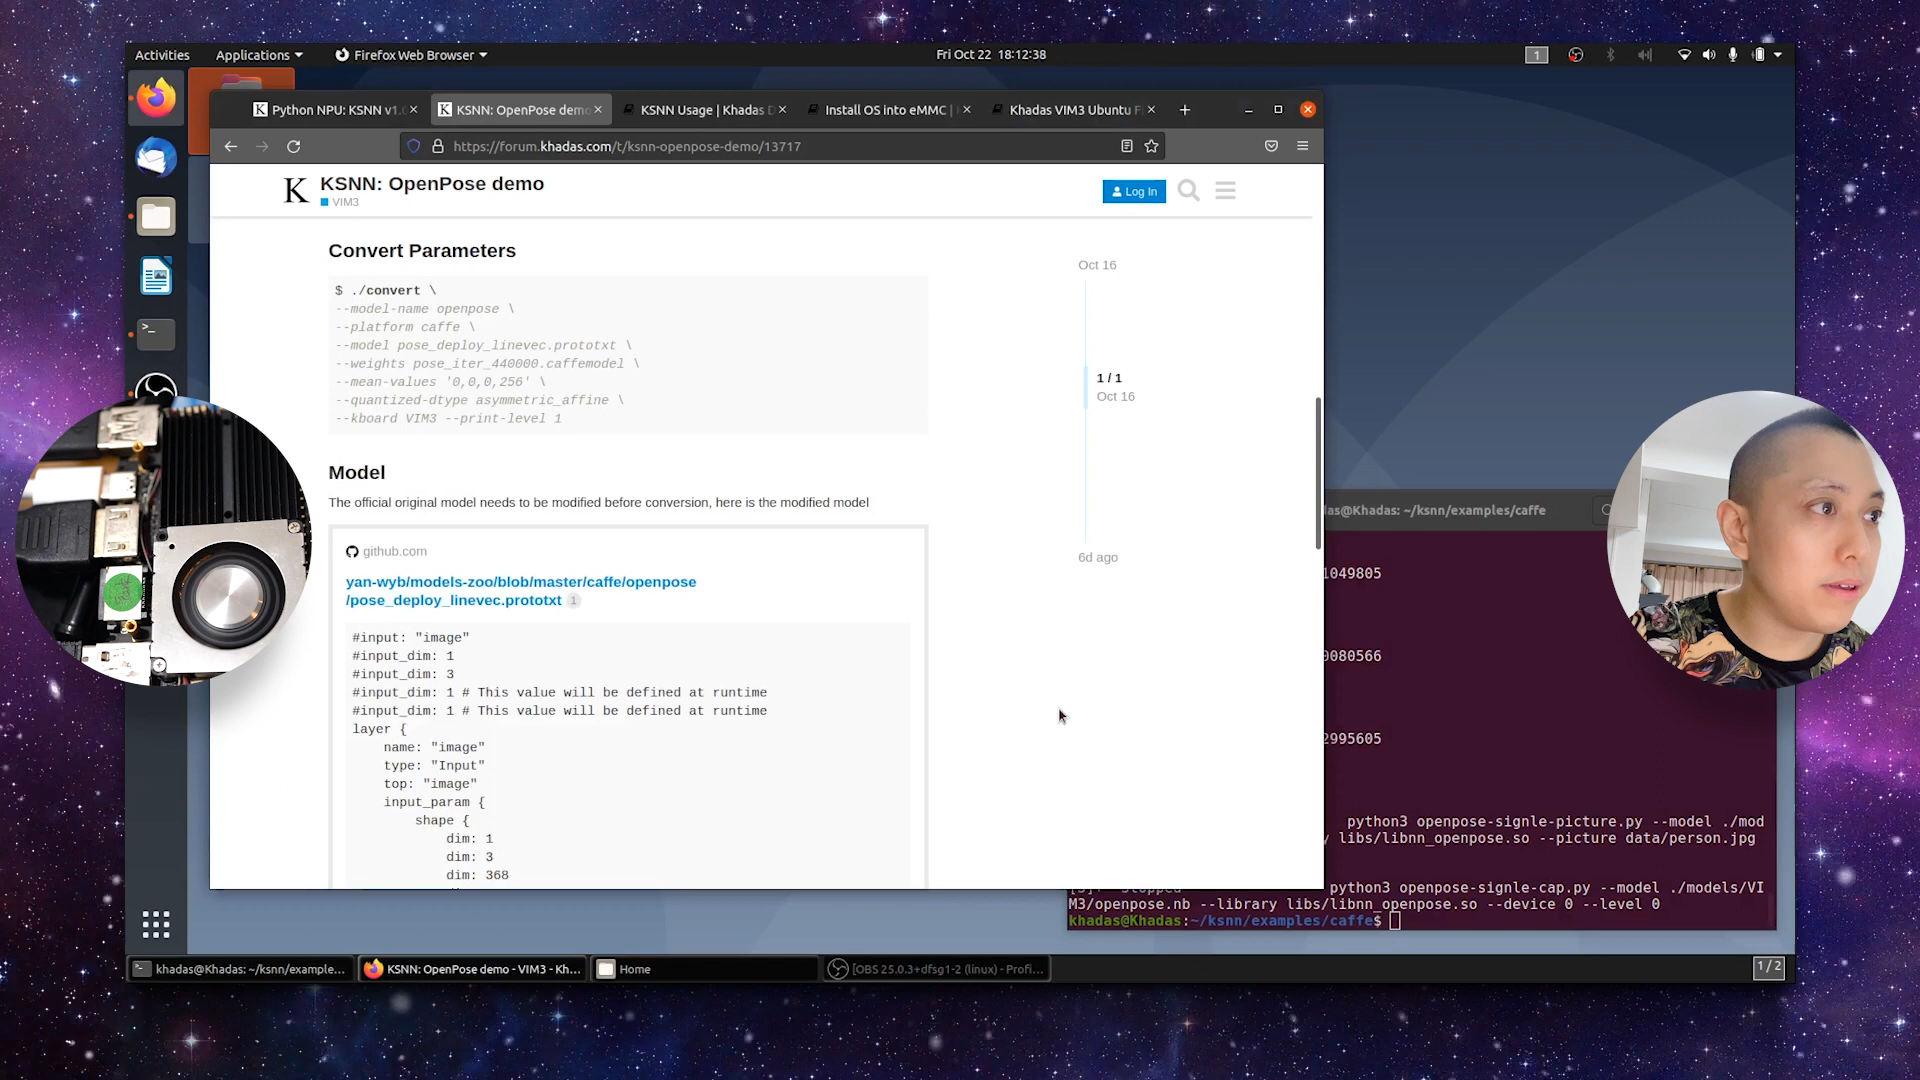 Activities
Applications
Firefox Web Browser
Fri Oct 22 18:12:38
1
Python NPU: KSNN v1.
KSNN: OpenPose demo
KSNN Usage | Khadas D
Install OS into eMMC |
Khadas VIM3 Ubuntu F
https://forum.khadas.com/t/ksnn-openpose-demo/13717
K
KSNN: OpenPose demo
VIM3
Log In
Convert Parameters
$ ./convert \
--model-name openpose \
--platform caffe \
--model pose_deploy_linevec.prototxt \
--weights pose_iter_440000.caffemodel \
--mean-values '0,0,0,256' \
--quantized-dtype asymmetric_affine \
--kboard VIM3 --print-level 1
Oct 16
1 / 1
Oct 16
6d ago
Model
The official original model needs to be modified before conversion, here is the modified model
github.com
yan-wyb/models-zoo/blob/master/caffe/openpose
/pose_deploy_linevec.prototxt 1
#input: "image"
#input_dim: 1
#input_dim: 3
#input_dim: 1 # This value will be defined at runtime
#input_dim: 1 # This value will be defined at runtime
layer {
name: "image"
type: "Input"
top: "image"
input_param {
shape {
dim: 1
dim: 3
dim: 368
as@Khadas: ~/ksnn/examples/caffe
1049805
0080566
2995605
python3 openpose-signle-picture.py --model ./mod
libs/libnn_openpose.so --picture data/person.jpg
python3 openpose-signle-cap.py --model ./models/VI
M3/openpose.nb --library libs/libnn_openpose.so --device 0 --level 0
khadas@Khadas:~/ksnn/examples/caffe$
khadas@Khadas: ~/ksnn/example...
KSNN: OpenPose demo - VIM3 - Kh...
Home
[OBS 25.0.3+dfsg1-2 (linux) - Profi...
1 / 2